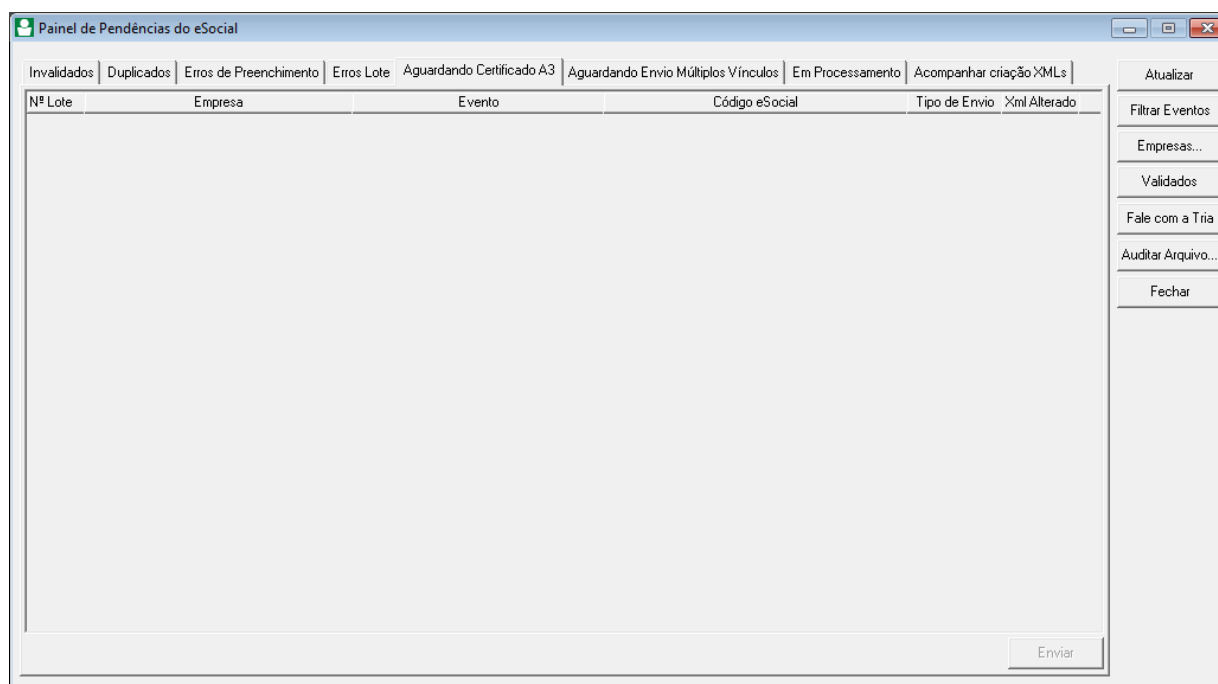 Painel de Pendências do eSocial
Invalidados Duplicados Erros de Preenchimento Erros Lote Aguardando Certificado A3 Aguardando Envio Múltiplos Vínculos Em Processamento Acompanhar criação XMLs
Nº Lote Empresa Evento Código eSocial Tipo de Envio Xml Alterado
Atualizar
Filtrar Eventos
Empresas...
Validados
Fale com a Tria
Auditar Arquivo...
Fechar
Enviar